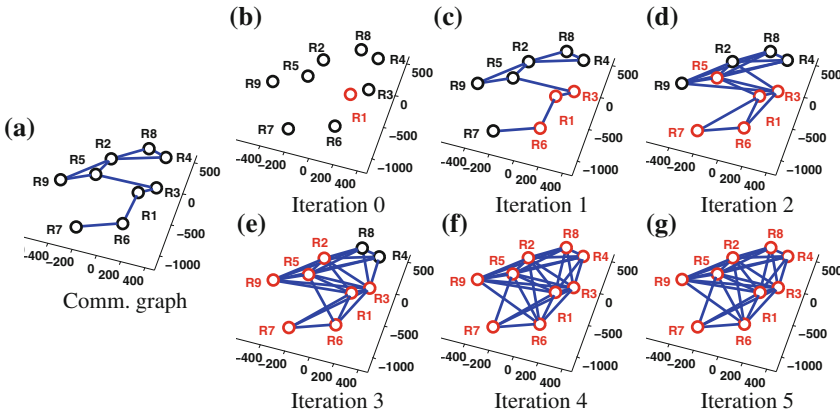 (a)
R8
R2
R4
R5
R9
R3
R1
R7
R6
500
0
−500
−1000
−400
−200
0
200
400
Comm. graph
(b)
R8
R2
R4
R5
R9
R3
R1
R7
R6
500
0
−500
−1000
−400
−200
0
200
400
Iteration 0
(c)
R8
R2
R4
R5
R9
R3
R1
R7
R6
500
0
−500
−1000
−400
−200
0
200
400
Iteration 1
(d)
R8
R2
R4
R5
R9
R3
R1
R7
R6
500
0
−500
−1000
−400
−200
0
200
400
Iteration 2
(e)
R8
R2
R4
R5
R9
R3
R1
R7
R6
500
0
−500
−1000
−400
−200
0
200
400
Iteration 3
(f)
R8
R2
R4
R5
R9
R3
R1
R7
R6
500
0
−500
−1000
−400
−200
0
200
400
Iteration 4
(g)
R8
R2
R4
R5
R9
R3
R1
R7
R6
500
0
−500
−1000
−400
−200
0
200
400
Iteration 5